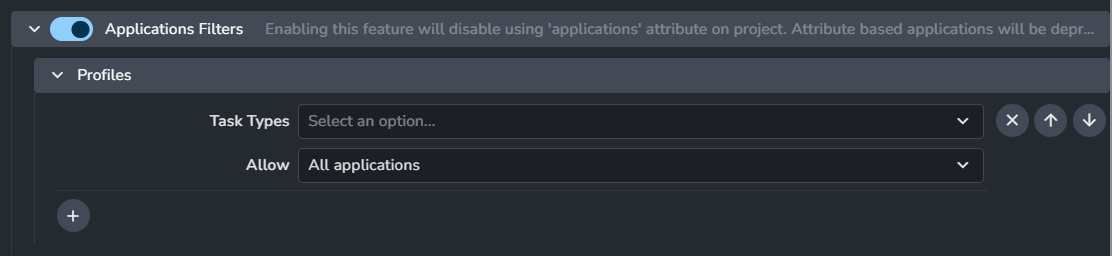 Applications Filters Enabling this feature will disable using 'applications' attribute on project. Attribute based applications will be depr...
Profiles
Task Types Select an option...
Allow All applications